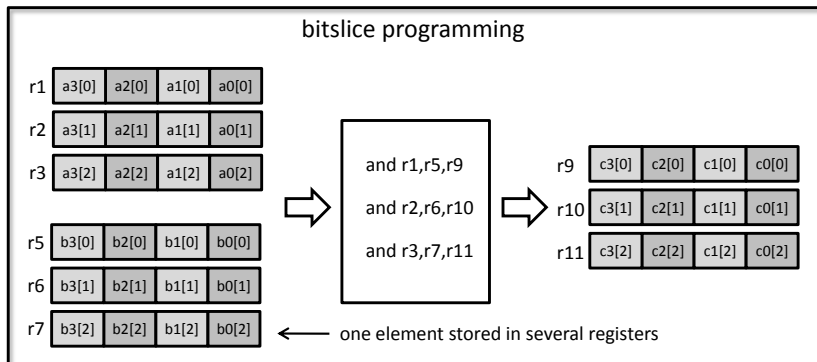 bitslice programming
r1 a3[0] a2[0] a1[0] a0[0]
r2 a3[1] a2[1] a1[1] a0[1]
r3 a3[2] a2[2] a1[2] a0[2]
r5 b3[0] b2[0] b1[0] b0[0]
r6 b3[1] b2[1] b1[1] b0[1]
r7 b3[2] b2[2] b1[2] b0[2]
one element stored in several registers
and r1,r5,r9
and r2,r6,r10
and r3,r7,r11
r9 c3[0] c2[0] c1[0] c0[0]
r10 c3[1] c2[1] c1[1] c0[1]
r11 c3[2] c2[2] c1[2] c0[2]